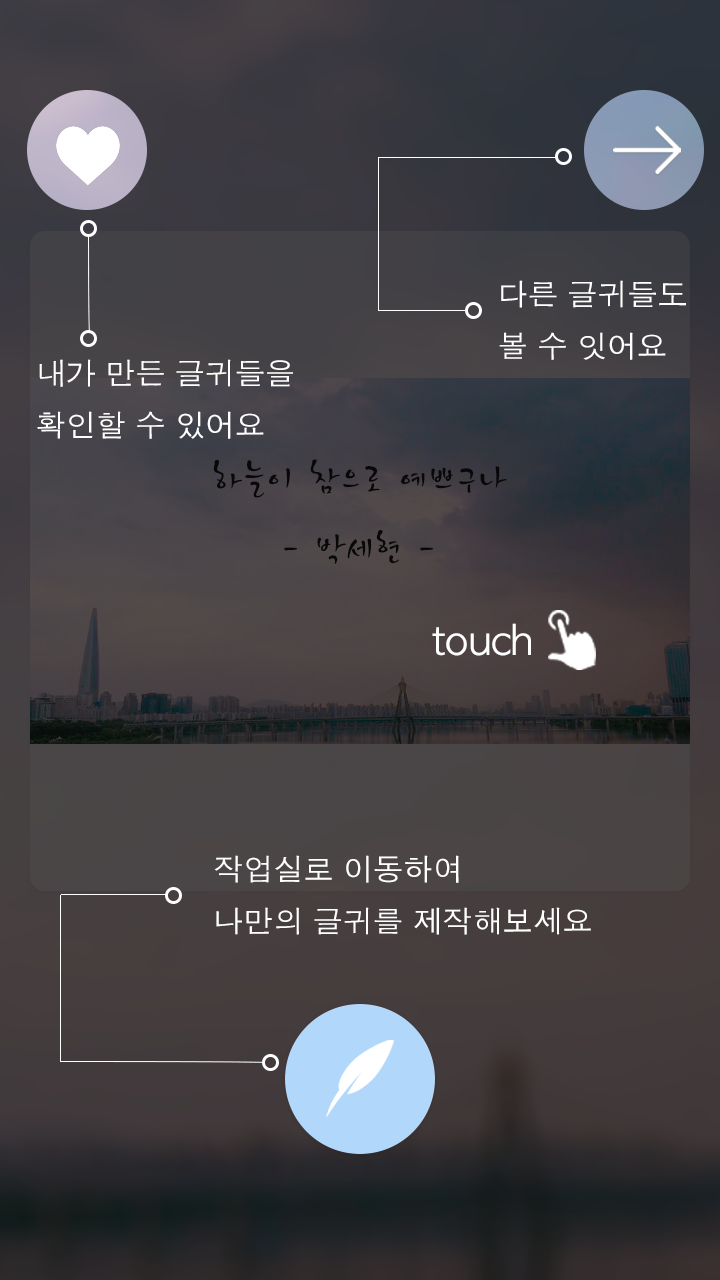 다른 글귀들도
볼 수 잇어요
내가 만든 글귀들을
확인할 수 있어요
하늘이 참으로 예쁘구나
- 박세현 -
touch
작업실로 이동하여
나만의 글귀를 제작해보세요